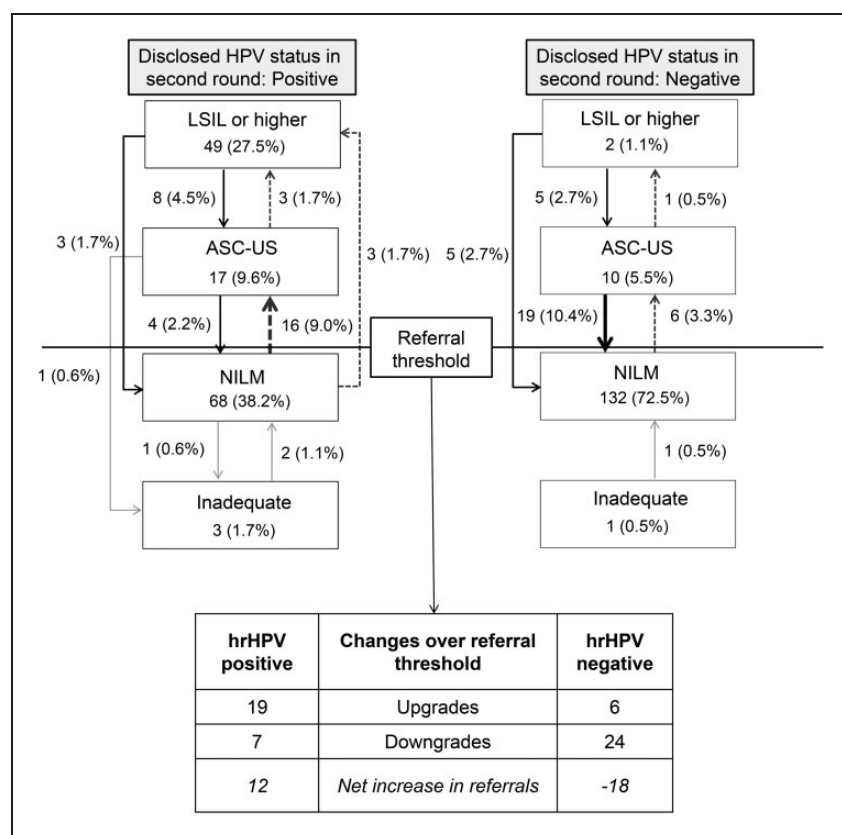 Disclosed HPV status in
second round: Positive
LSIL or higher
49 (27.5%)
8 (4.5%)
3 (1.7%)
3 (1.7%)
ASC-US
17 (9.6%)
3 (1.7%)
4 (2.2%)
16 (9.0%)
1 (0.6%)
NILM
68 (38.2%)
1 (0.6%)
2 (1.1%)
Inadequate
3 (1.7%)
Disclosed HPV status in
second round: Negative
LSIL or higher
2 (1.1%)
5 (2.7%)
1 (0.5%)
5 (2.7%)
ASC-US
10 (5.5%)
19 (10.4%)
6 (3.3%)
NILM
132 (72.5%)
1 (0.5%)
Inadequate
1 (0.5%)
Referral
threshold
hrHPV
positive
Changes over referral
threshold
hrHPV
negative
19 Upgrades 6
7 Downgrades 24
12 Net increase in referrals -18